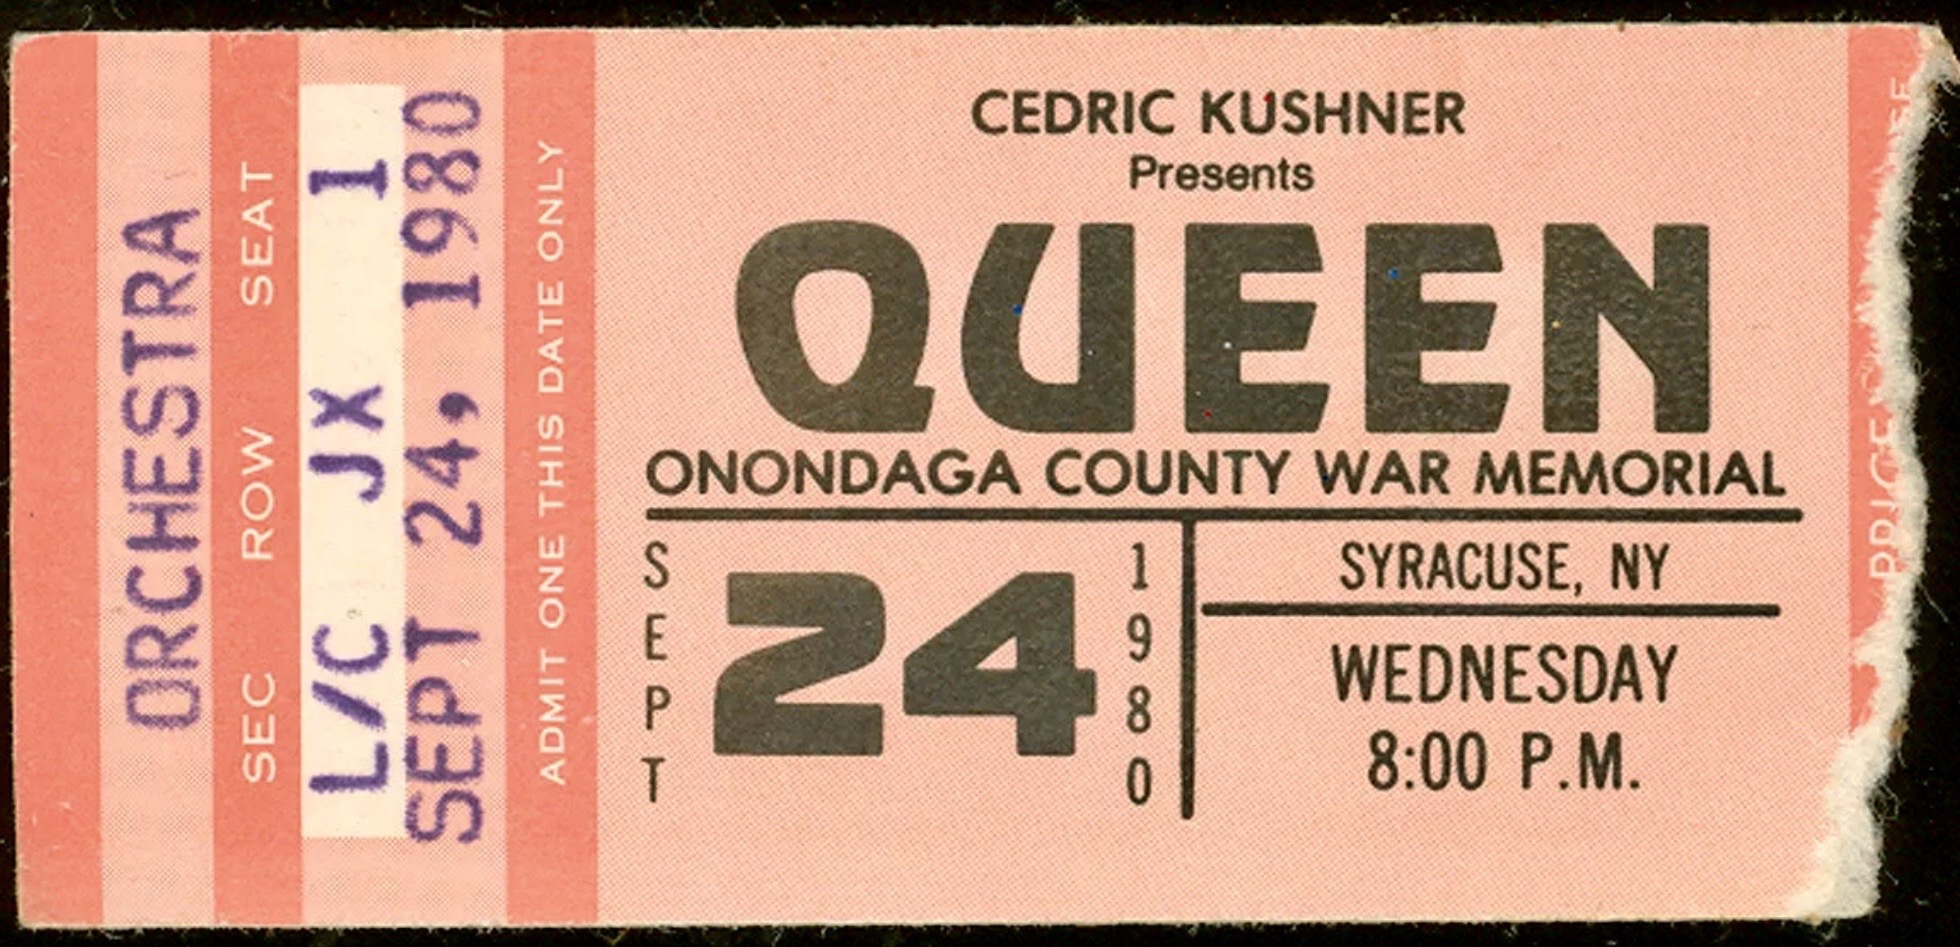 ORCHESTRA
SEC ROW SEAT
L/C JX 1
SEPT 24, 1980
ADMIT ONE THIS DATE ONLY
CEDRIC KUSHNER
Presents
QUEEN
ONONDAGA COUNTY WAR MEMORIAL
SEPT
24
1980
SYRACUSE, NY
WEDNESDAY
8:00 P.M.
PRICE